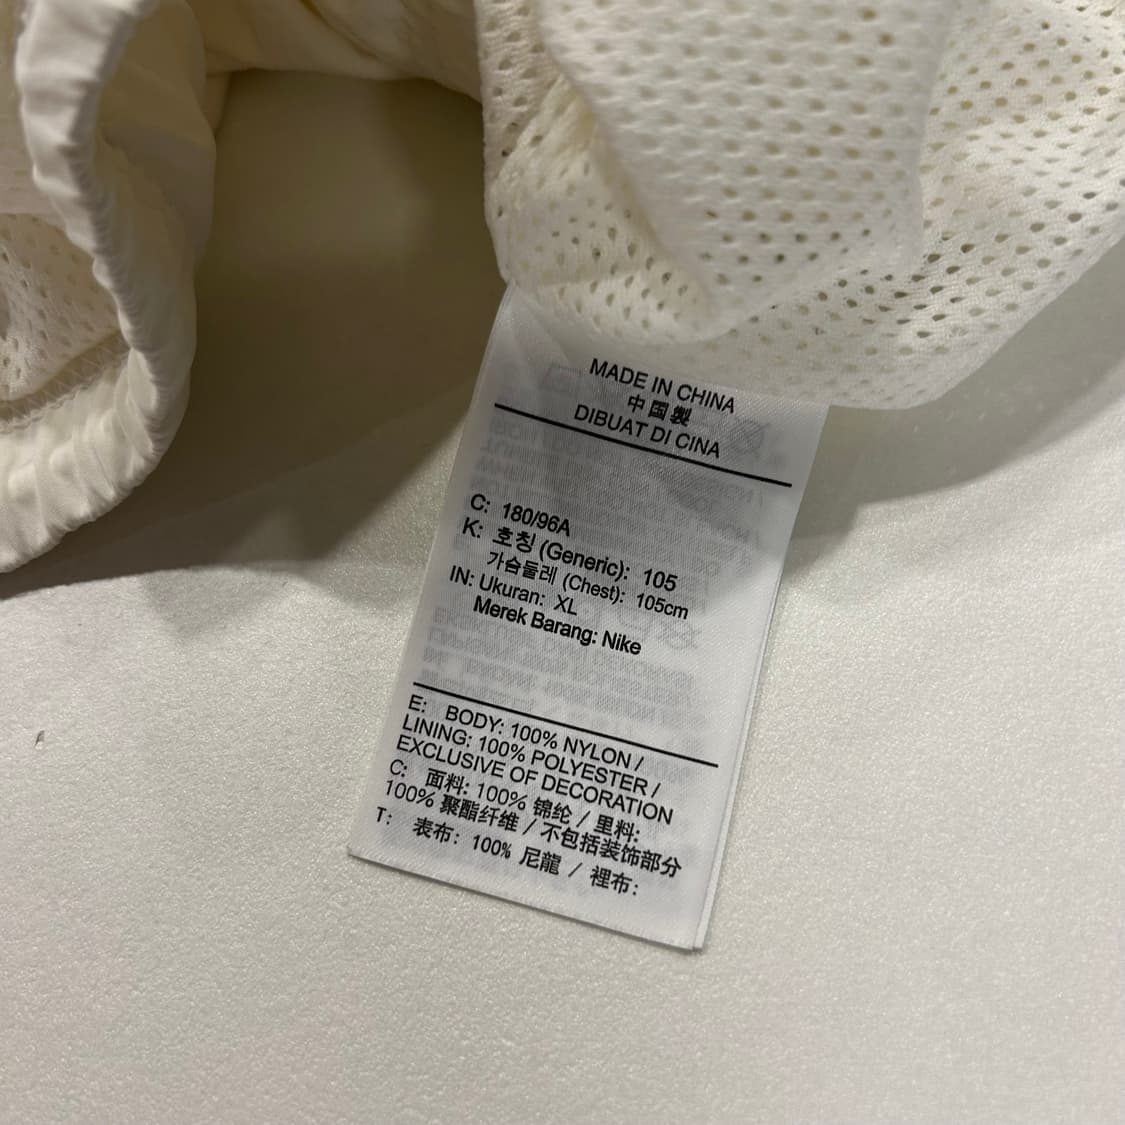 MADE IN CHINA
中国製
DIBUAT DI CINA
C: 180/96A
K: 호칭 (Generic): 105
가슴둘레 (Chest): 105cm
IN: Ukuran: XL
Merek Barang: Nike
E: BODY: 100% NYLON /
LINING: 100% POLYESTER /
EXCLUSIVE OF DECORATION
C: 面料: 100% 锦纶 / 里料:
100% 聚酯纤维 / 不包括装饰部分
T: 表布: 100% 尼龍 / 裡布: